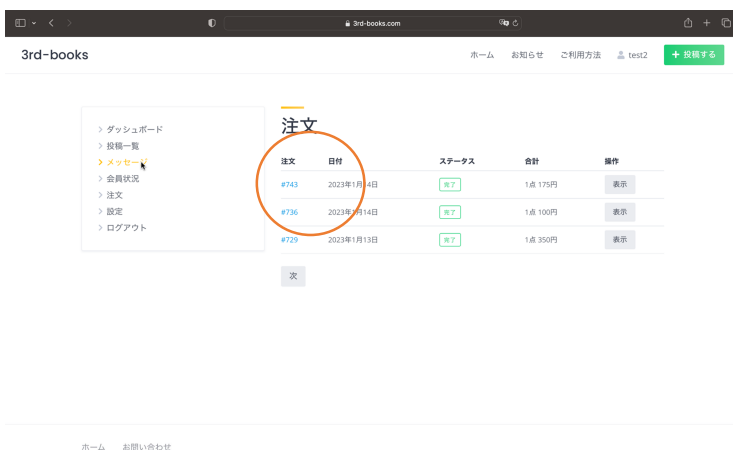 3rd-books.com
3rd-books
ホーム お知らせ ご利用方法 test2 + 投稿する
> ダッシュボード
> 投稿一覧
> メッセージ
> 会員状況
> 注文
> 設定
> ログアウト
注文
注文 日付 ステータス 合計 操作
#743 2023年1月14日 完了 1点 175円 表示
#736 2023年1月14日 完了 1点 100円 表示
#729 2023年1月13日 完了 1点 350円 表示
次
ホーム お問い合わせ